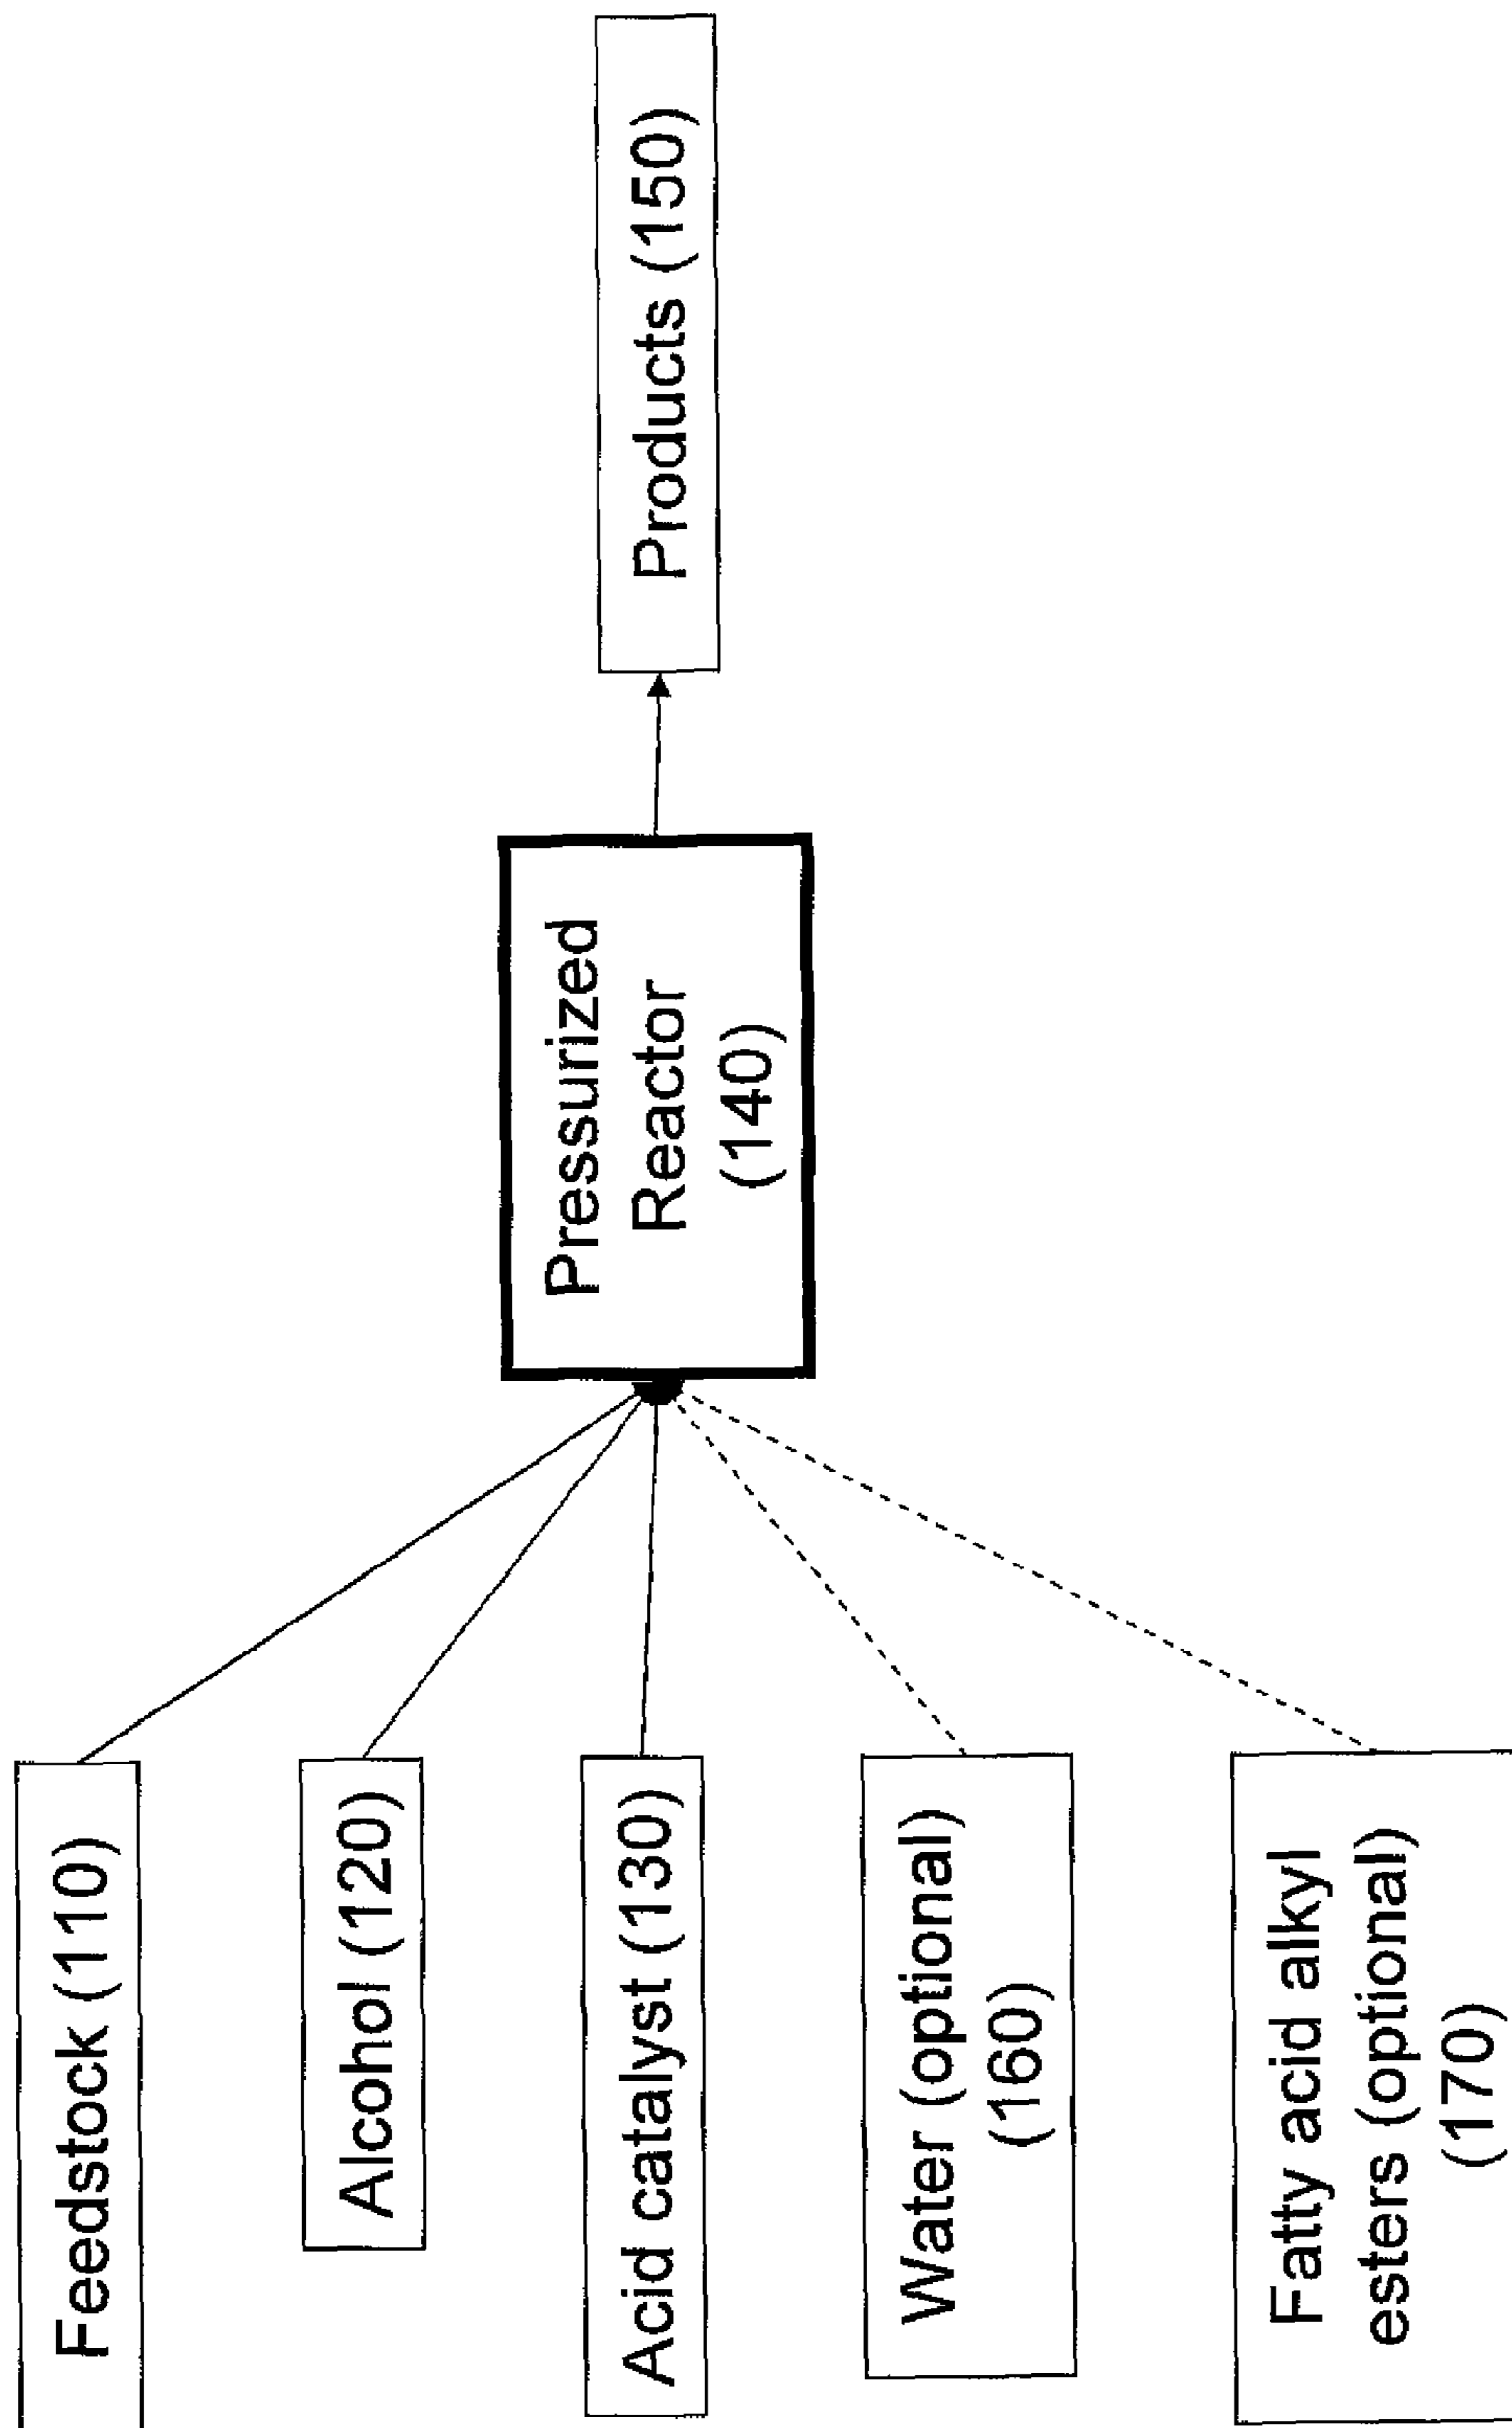 Feedstock (110)
Alcohol (120)
Acid catalyst (130)
Water (optional)
(160)
Fatty acid alkyl
esters (optional)
(170)
Pressurized
Reactor
(140)
Products (150)